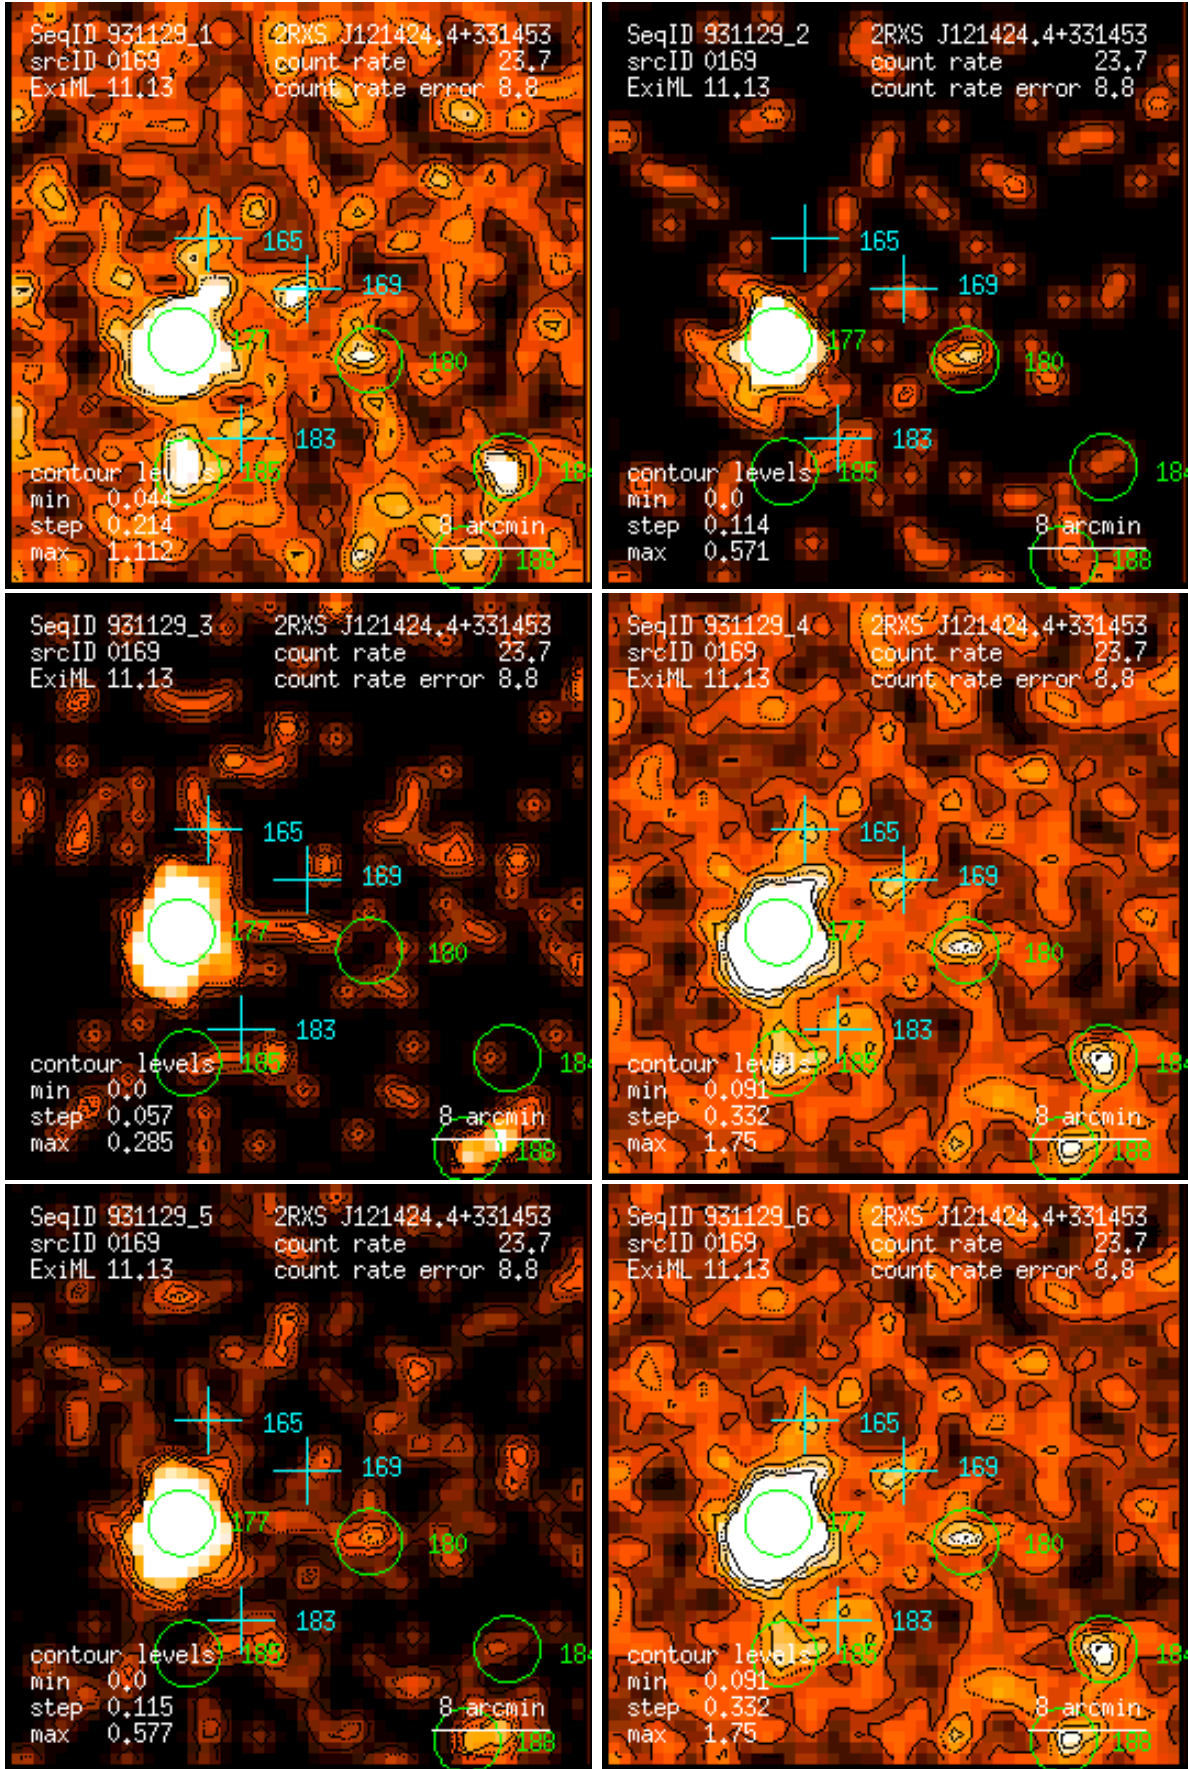 SeqID 931129_1 2RXS J121424.4+331453
srcID 0169 count rate 23.7
ExiML 11.13 count rate error 8.8
165
169
177
180
183
contour levels 185 184
min 0.044
step 0.214 8 arcmin
max 1.112 188
SeqID 931129_2 2RXS J121424.4+331453
srcID 0169 count rate 23.7
ExiML 11.13 count rate error 8.8
165
169
177
180
183
contour levels 185 184
min 0.0
step 0.114 8 arcmin
max 0.571 188
SeqID 931129_3 2RXS J121424.4+331453
srcID 0169 count rate 23.7
ExiML 11.13 count rate error 8.8
165
169
177
180
183
contour levels 185 184
min 0.0
step 0.057 8 arcmin
max 0.285 188
SeqID 931129_4 2RXS J121424.4+331453
srcID 0169 count rate 23.7
ExiML 11.13 count rate error 8.8
165
169
177
180
183
contour levels 185 184
min 0.091
step 0.332 8 arcmin
max 1.75 188
SeqID 931129_5 2RXS J121424.4+331453
srcID 0169 count rate 23.7
ExiML 11.13 count rate error 8.8
165
169
177
180
183
contour levels 185 184
min 0.0
step 0.115 8 arcmin
max 0.577 188
SeqID 931129_6 2RXS J121424.4+331453
srcID 0169 count rate 23.7
ExiML 11.13 count rate error 8.8
165
169
177
180
183
contour levels 185 184
min 0.091
step 0.332 8 arcmin
max 1.75 188